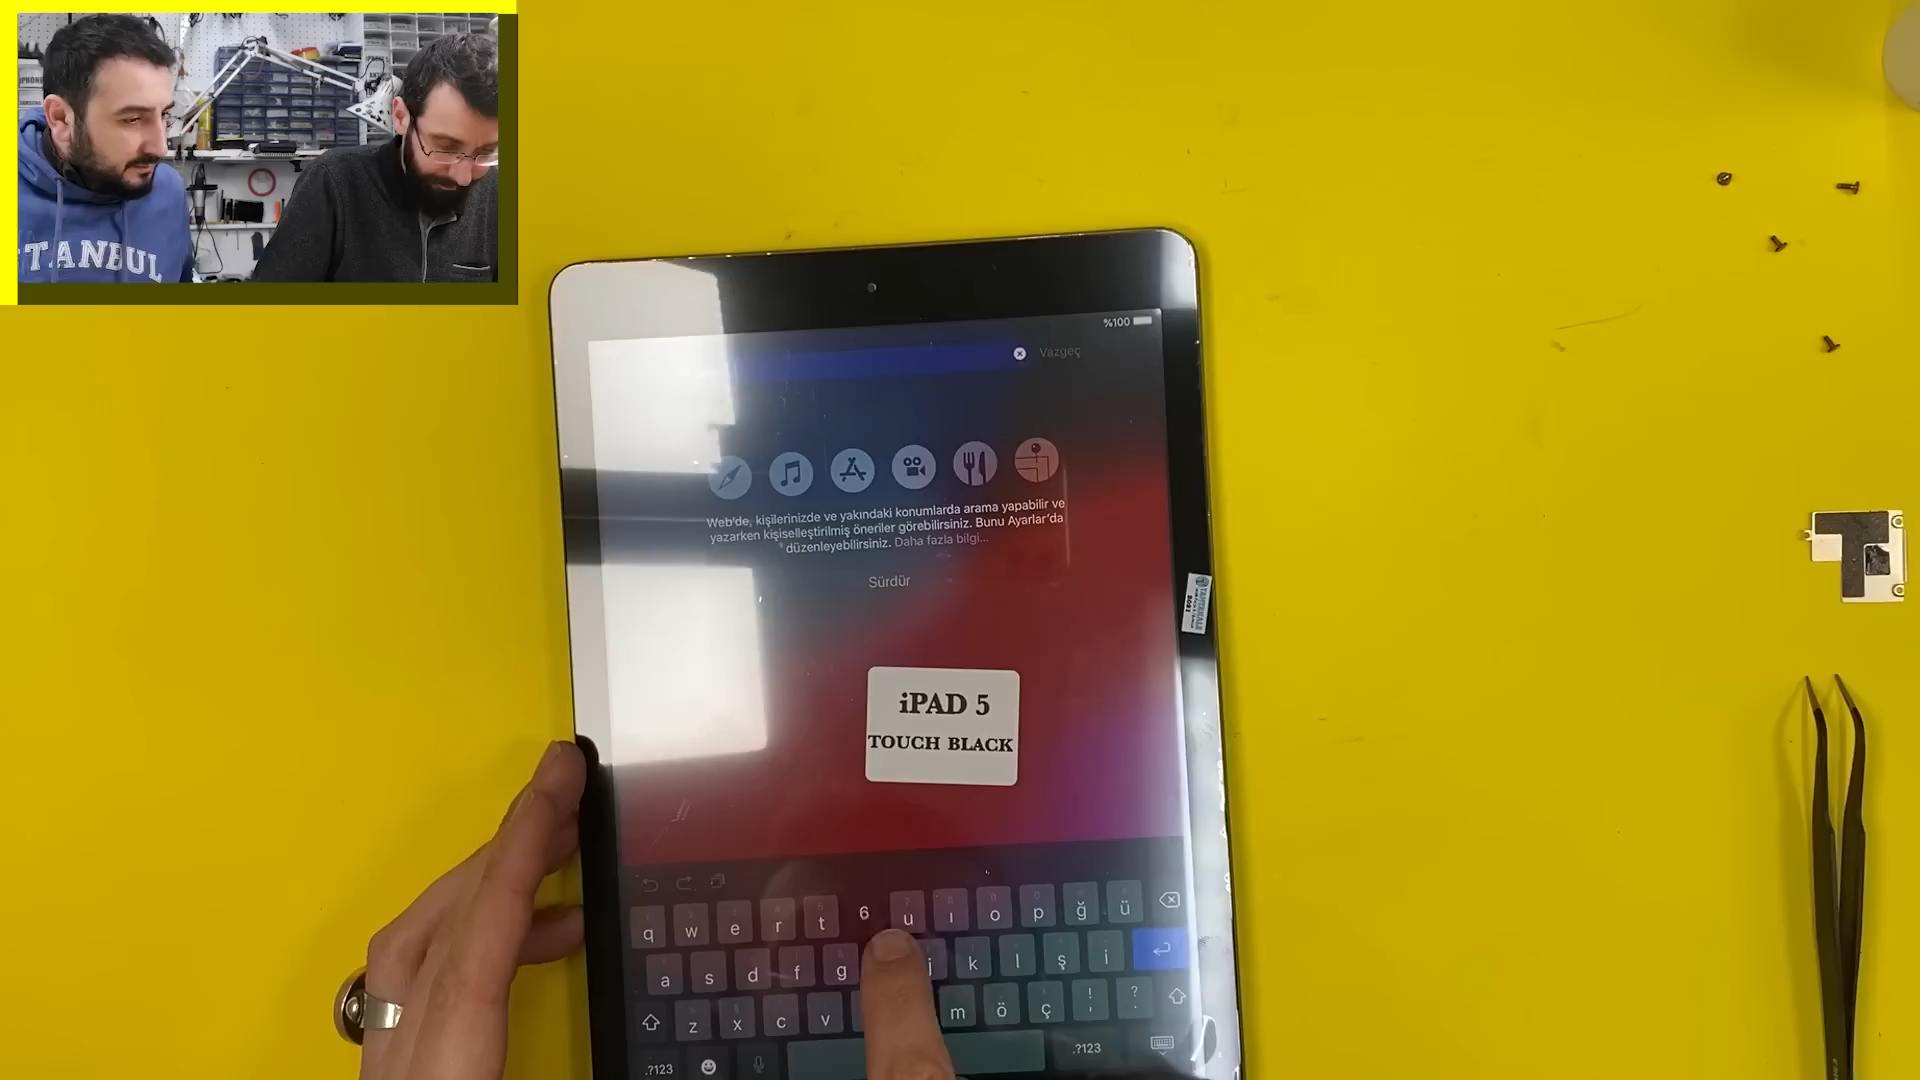 TANBUL
%100
Vazgeç
Web'de, kişilerinizde ve yakındaki konumlarda arama yapabilir ve
yazarken kişiselleştirilmiş öneriler görebilirsiniz. Bunu Ayarlar'da
düzenleyebilirsiniz. Daha fazla bilgi...
Sürdür
iPAD 5
TOUCH BLACK
q w e r t 6 u ı o p ğ ü
a s d f g j k l ş i
z x c v m ö ç ! , ? .
.?123 .?123